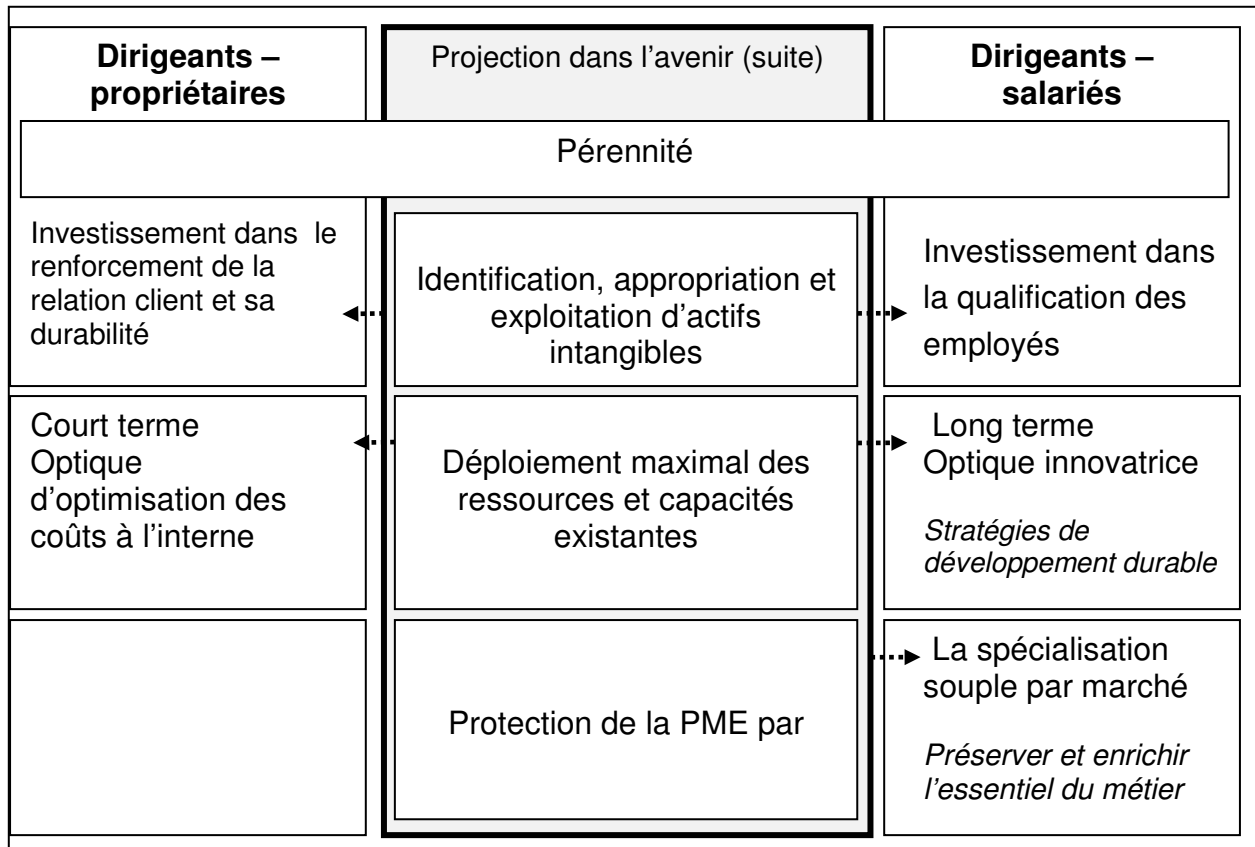 Dirigeants –
propriétaires
Projection dans l'avenir (suite)
Dirigeants –
salariés
Pérennité
Investissement dans le
renforcement de la
relation client et sa
durabilité
Identification, appropriation et
exploitation d'actifs
intangibles
Investissement dans
la qualification des
employés
Court terme
Optique
d'optimisation des
coûts à l'interne
Déploiement maximal des
ressources et capacités
existantes
Long terme
Optique innovatrice
Stratégies de
développement durable
Protection de la PME par
La spécialisation
souple par marché
Préserver et enrichir
l'essentiel du métier